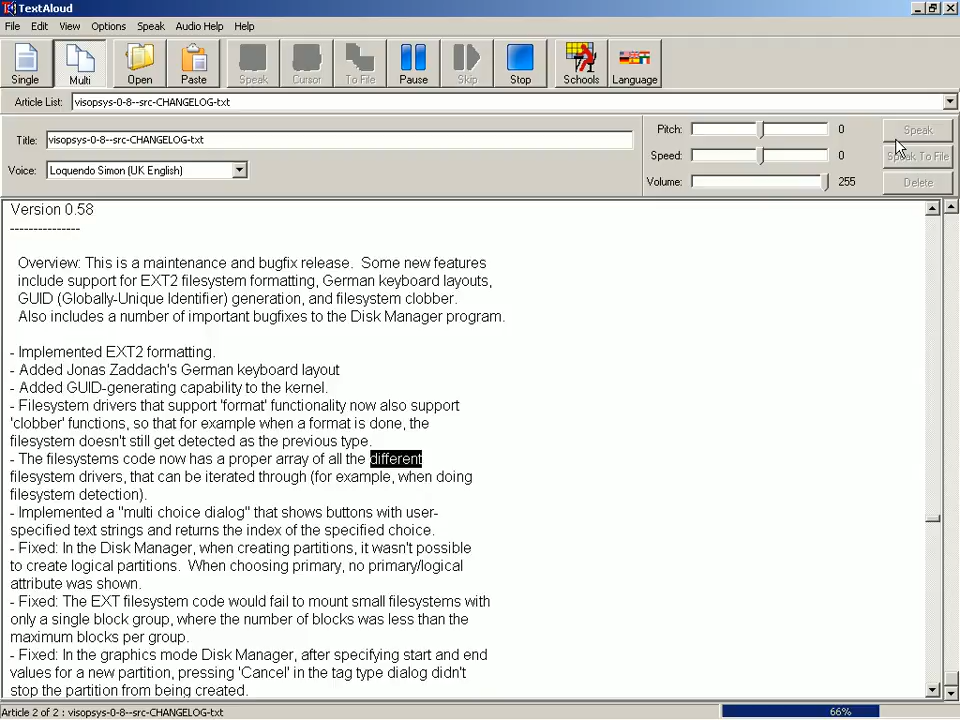 TextAloud
File Edit View Options Speak Audio Help Help
Single Multi Open Paste Speak Cursor To File Pause Skip Stop Schools Language
Article List: visopsys-0-8--src-CHANGELOG-txt
Title: visopsys-0-8--src-CHANGELOG-txt
Voice: Loquendo Simon (UK English)
Pitch: 0 Speak
Speed: 0 Speak To File
Volume: 255 Delete
Version 0.58
---------------
Overview: This is a maintenance and bugfix release. Some new features
include support for EXT2 filesystem formatting, German keyboard layouts,
GUID (Globally-Unique Identifier) generation, and filesystem clobber.
Also includes a number of important bugfixes to the Disk Manager program.
- Implemented EXT2 formatting.
- Added Jonas Zaddach's German keyboard layout
- Added GUID-generating capability to the kernel.
- Filesystem drivers that support 'format' functionality now also support
'clobber' functions, so that for example when a format is done, the
filesystem doesn't still get detected as the previous type.
- The filesystems code now has a proper array of all the different
filesystem drivers, that can be iterated through (for example, when doing
filesystem detection).
- Implemented a "multi choice dialog" that shows buttons with user-
specified text strings and returns the index of the specified choice.
- Fixed: In the Disk Manager, when creating partitions, it wasn't possible
to create logical partitions. When choosing primary, no primary/logical
attribute was shown.
- Fixed: The EXT filesystem code would fail to mount small filesystems with
only a single block group, where the number of blocks was less than the
maximum blocks per group.
- Fixed: In the graphics mode Disk Manager, after specifying start and end
values for a new partition, pressing 'Cancel' in the tag type dialog didn't
stop the partition from being created.
Article 2 of 2 : visopsys-0-8--src-CHANGELOG-txt 66%